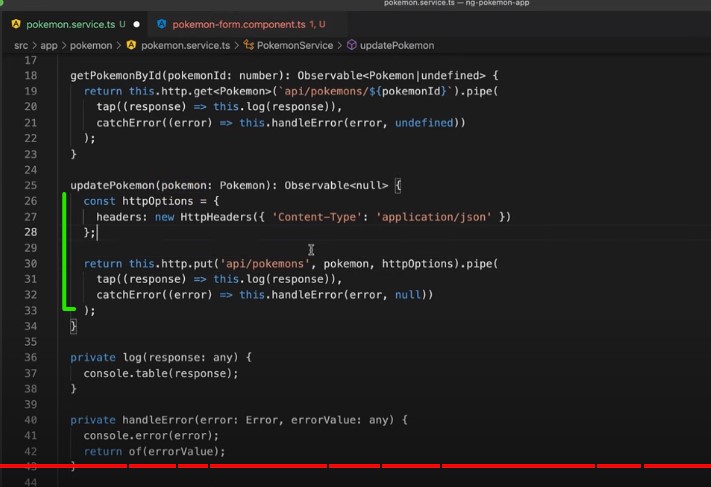 pokemon.service.ts — ng-pokemon-app
pokemon.service.ts U
pokemon-form.component.ts 1, U
src > app > pokemon > pokemon.service.ts > PokemonService > updatePokemon
17
18 getPokemonById(pokemonId: number): Observable<Pokemon|undefined> {
19 return this.http.get<Pokemon>(`api/pokemons/${pokemonId}`).pipe(
20 tap((response) => this.log(response)),
21 catchError((error) => this.handleError(error, undefined))
22 );
23 }
24
25 updatePokemon(pokemon: Pokemon): Observable<null> {
26 const httpOptions = {
27 headers: new HttpHeaders({ 'Content-Type': 'application/json' })
28 };
29
30 return this.http.put('api/pokemons', pokemon, httpOptions).pipe(
31 tap((response) => this.log(response)),
32 catchError((error) => this.handleError(error, null))
33 );
34 }
35
36 private log(response: any) {
37 console.table(response);
38 }
39
40 private handleError(error: Error, errorValue: any) {
41 console.error(error);
42 return of(errorValue);
43 }
44